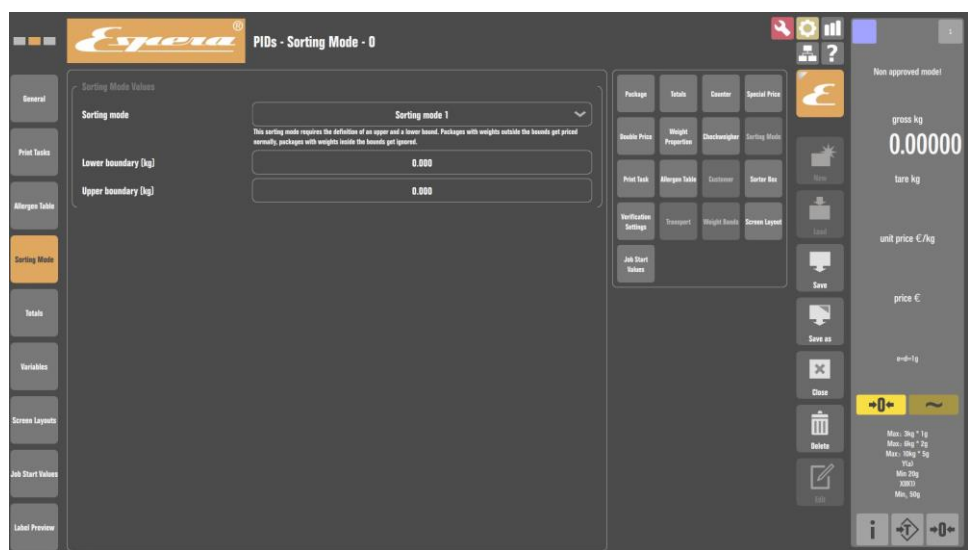 Espera®
PIDs - Sorting Mode - 0
1
Non approved mode!
General
Print Tasks
Allergen Table
Sorting Mode
Totals
Variables
Screen Layouts
Job Start Values
Label Preview
Sorting Mode Values
Sorting mode
Sorting mode 1
This sorting mode requires the definition of an upper and a lower bound. Packages with weights outside the bounds get priced
normally, packages with weights inside the bounds get ignored.
Lower boundary [kg]
0.000
Upper boundary [kg]
0.000
Package
Totals
Counter
Special Price
Double Price
Weight
Proportion
Checkweigher
Sorting Mode
Print Task
Allergen Table
Customer
Sorter Box
Verification
Settings
Transport
Weight Bands
Screen Layout
Job Start
Values
New
Load
Save
Save as
Close
Delete
Edit
gross kg
0.00000
tare kg
unit price €/kg
price €
e=d=1g
Max: 3kg * 1g
Max: 6kg * 2g
Max: 10kg * 5g
Y(a)
Min 20g
XIII(1)
Min, 50g